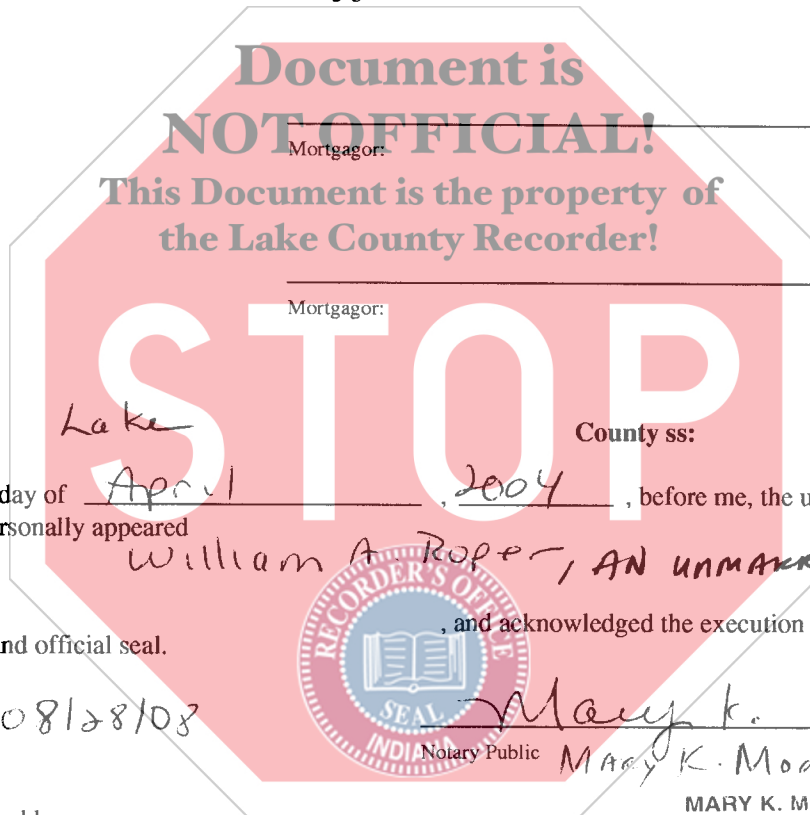 Document is
NOT OFFICIAL!
Mortgagor:
This Document is the property of
the Lake County Recorder!
Mortgagor:
STOP
Lake County ss:
day of April , 2004 , before me, the u
rsonally appeared
William A. Roper, AN UNMARR
, and acknowledged the execution
nd official seal.
RECORDER'S OFFICE
SEAL
INDIANA
08/28/08
Mary K.
Notary Public Mary K. Moo
MARY K. M